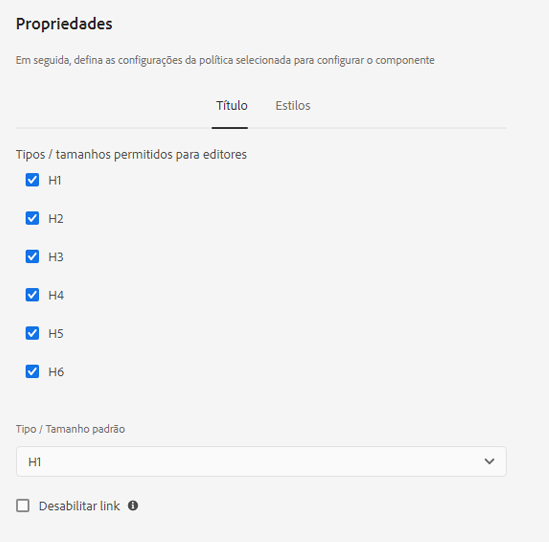 Propriedades
Em seguida, defina as configurações da política selecionada para configurar o componente
Título Estilos
Tipos / tamanhos permitidos para editores
H1
H2
H3
H4
H5
H6
Tipo / Tamanho padrão
H1
Desabilitar link